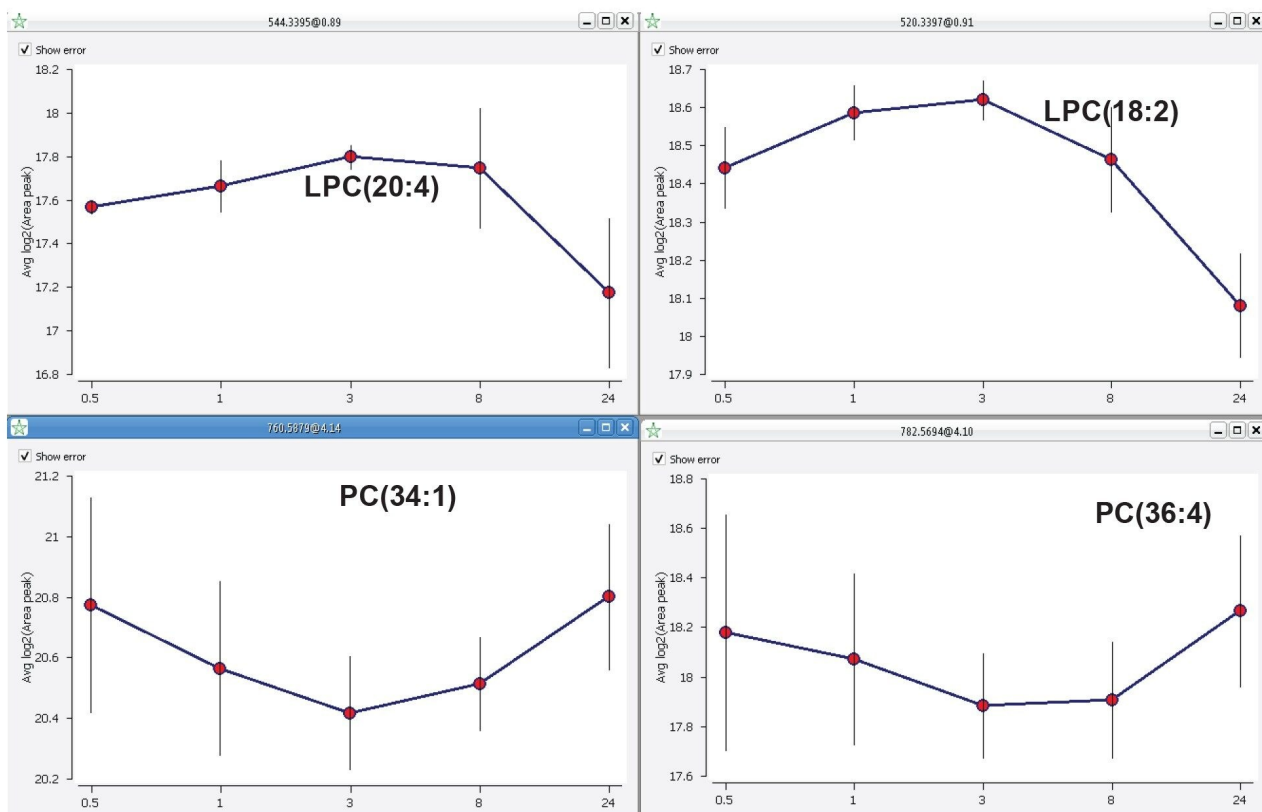 544.3395@0.89
Show error
18.2
18
17.8
17.6
17.4
17.2
17
16.8
Avg log2(Area peak)
LPC(20:4)
0.5 1 3 8 24
520.3397@0.91
Show error
18.7
18.6
18.5
18.4
18.3
18.2
18.1
17.9
Avg log2(Area peak)
LPC(18:2)
0.5 1 3 8 24
760.5879@4.14
Show error
21.2
21
20.8
20.6
20.4
20.2
Avg log2(Area peak)
PC(34:1)
0.5 1 3 8 24
782.5694@4.10
Show error
18.8
18.6
18.4
18.2
18
17.8
17.6
Avg log2(Area peak)
PC(36:4)
0.5 1 3 8 24